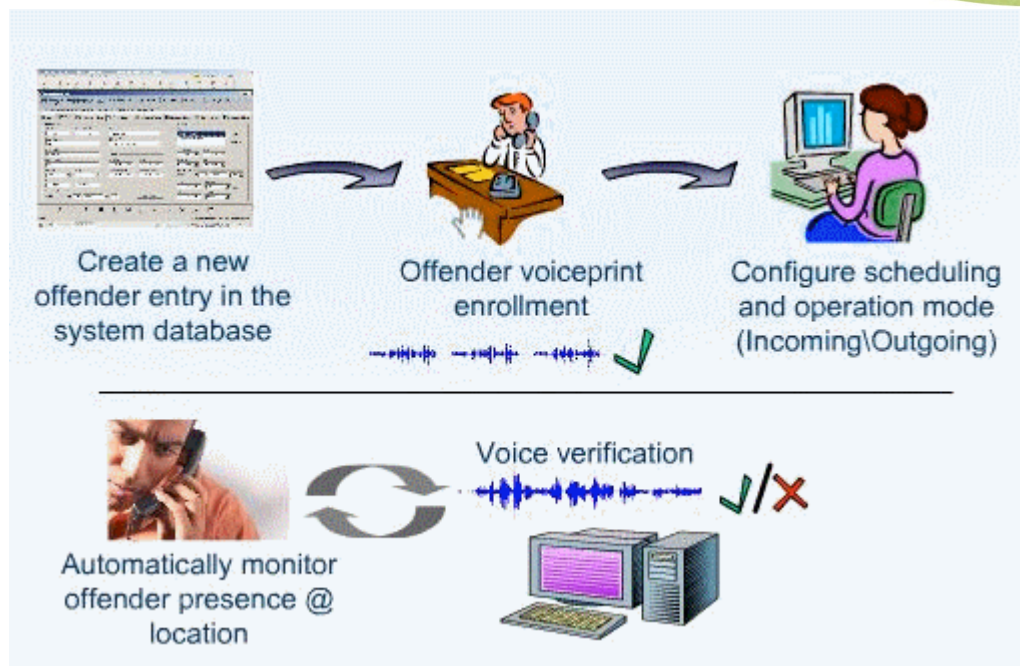 Create a new
offender entry in the
system database
Offender voiceprint
enrollment
Configure scheduling
and operation mode
(Incoming\Outgoing)
Voice verification
Automatically monitor
offender presence @
location